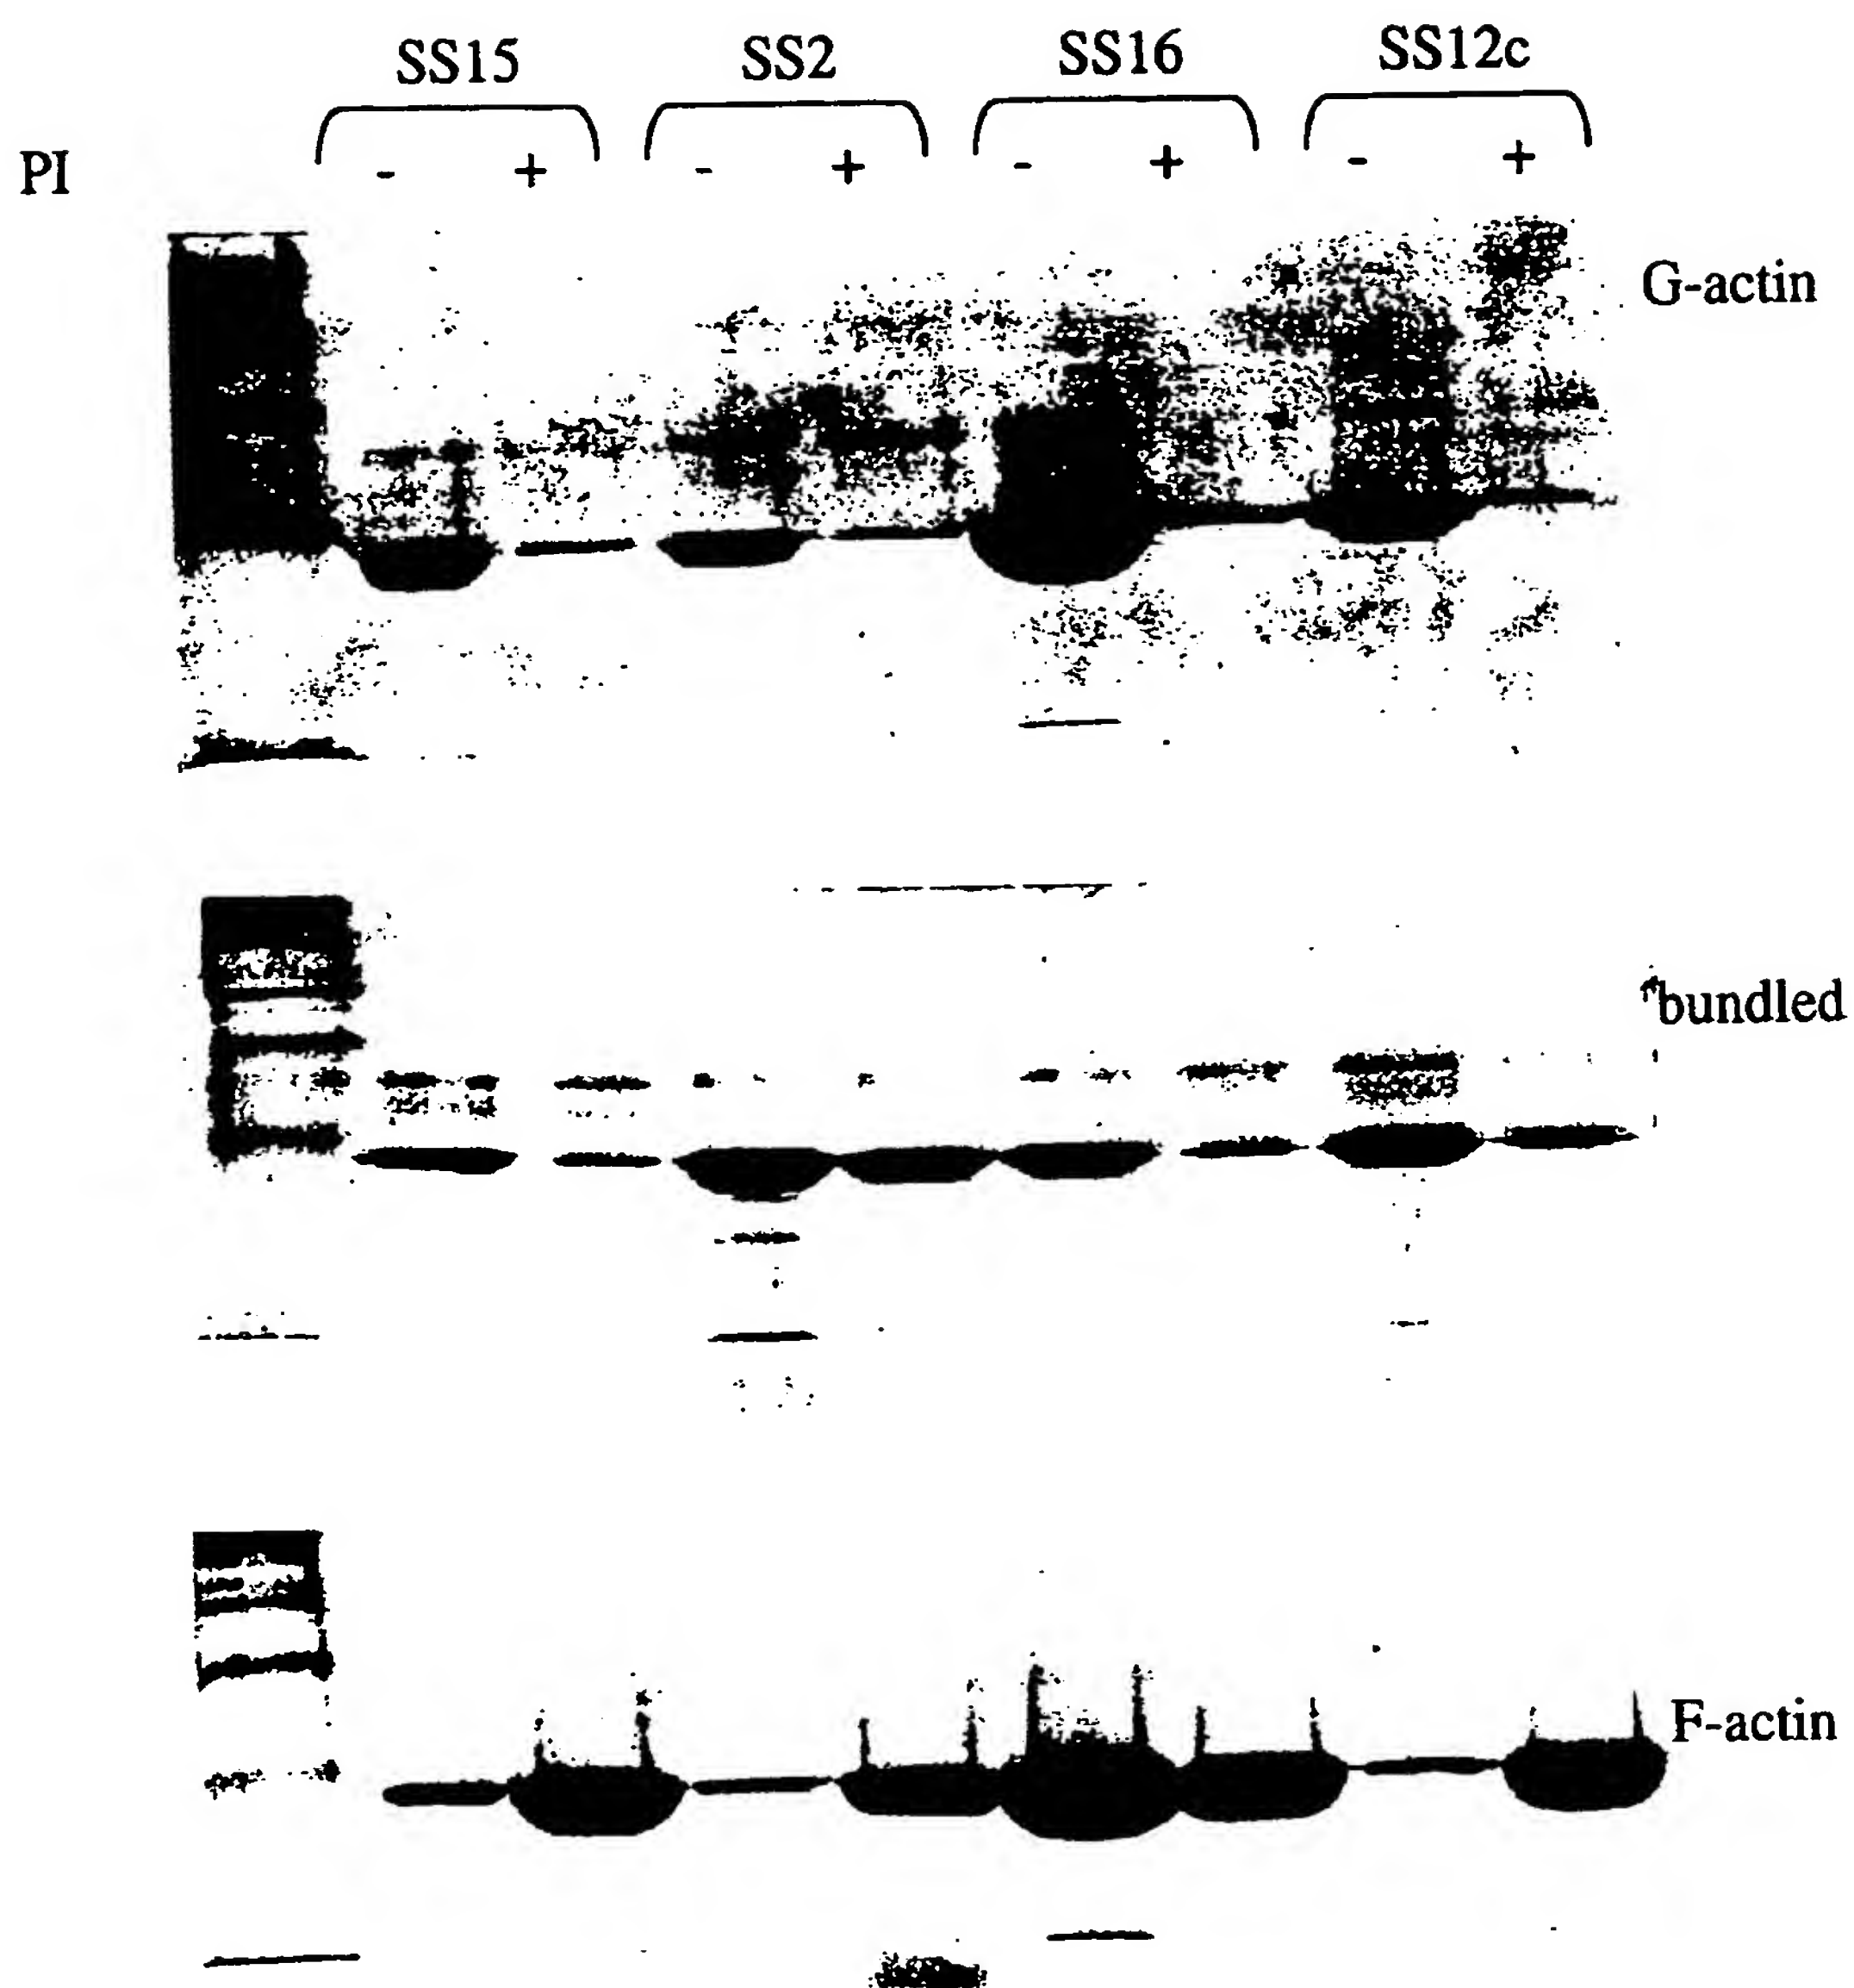 SS15 SS2 SS16 SS12c
PI - + - + - + - +
G-actin
bundled
F-actin